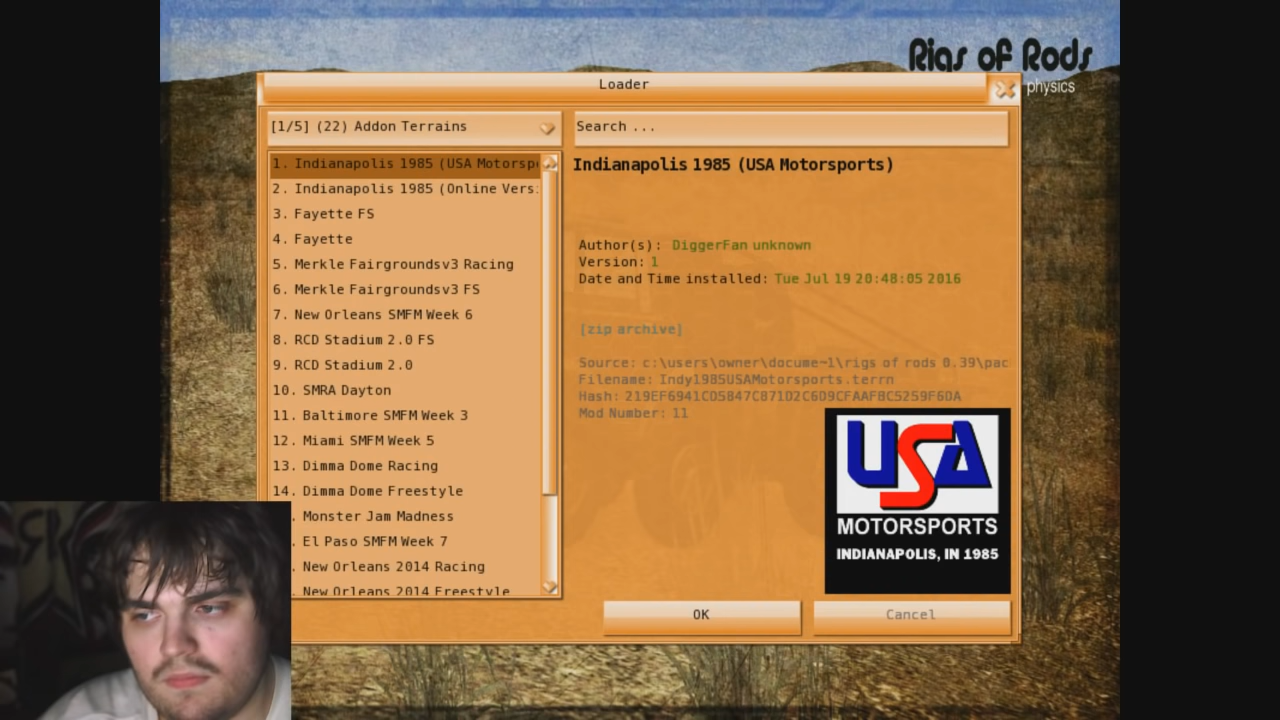 Rigs of Rods
physics
Loader
[1/5] (22) Addon Terrains
Search ...
1. Indianapolis 1985 (USA Motorsp
2. Indianapolis 1985 (Online Vers
3. Fayette FS
4. Fayette
5. Merkle Fairgroundsv3 Racing
6. Merkle Fairgroundsv3 FS
7. New Orleans SMFM Week 6
8. RCD Stadium 2.0 FS
9. RCD Stadium 2.0
10. SMRA Dayton
11. Baltimore SMFM Week 3
12. Miami SMFM Week 5
13. Dimma Dome Racing
14. Dimma Dome Freestyle
. Monster Jam Madness
. El Paso SMFM Week 7
. New Orleans 2014 Racing
. New Orleans 2014 Freestyle
Indianapolis 1985 (USA Motorsports)
Author(s): DiggerFan unknown
Version: 1
Date and Time installed: Tue Jul 19 20:48:05 2016
[zip archive]
Source: c:\users\owner\docume~1\rigs of rods 0.39\pac
Filename: Indy1985USAMotorsports.terrn
Hash: 219EF6941C05847C871D2C6D9CFAAFBC5259F6DA
Mod Number: 11
USA
MOTORSPORTS
INDIANAPOLIS, IN 1985
OK
Cancel